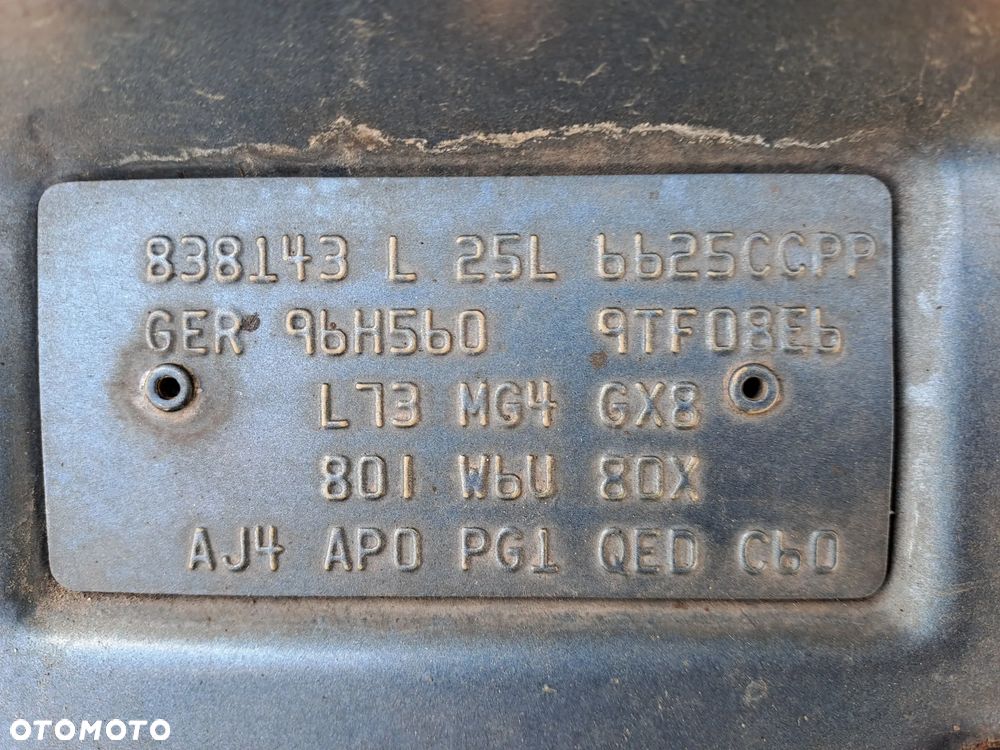 838143 L 25L 6625CCPP
GER 96H560 9TF08E6
L73 MG4 GX8
801 W6U 80X
AJ4 AP0 PG1 QED C60
OTOMOTO